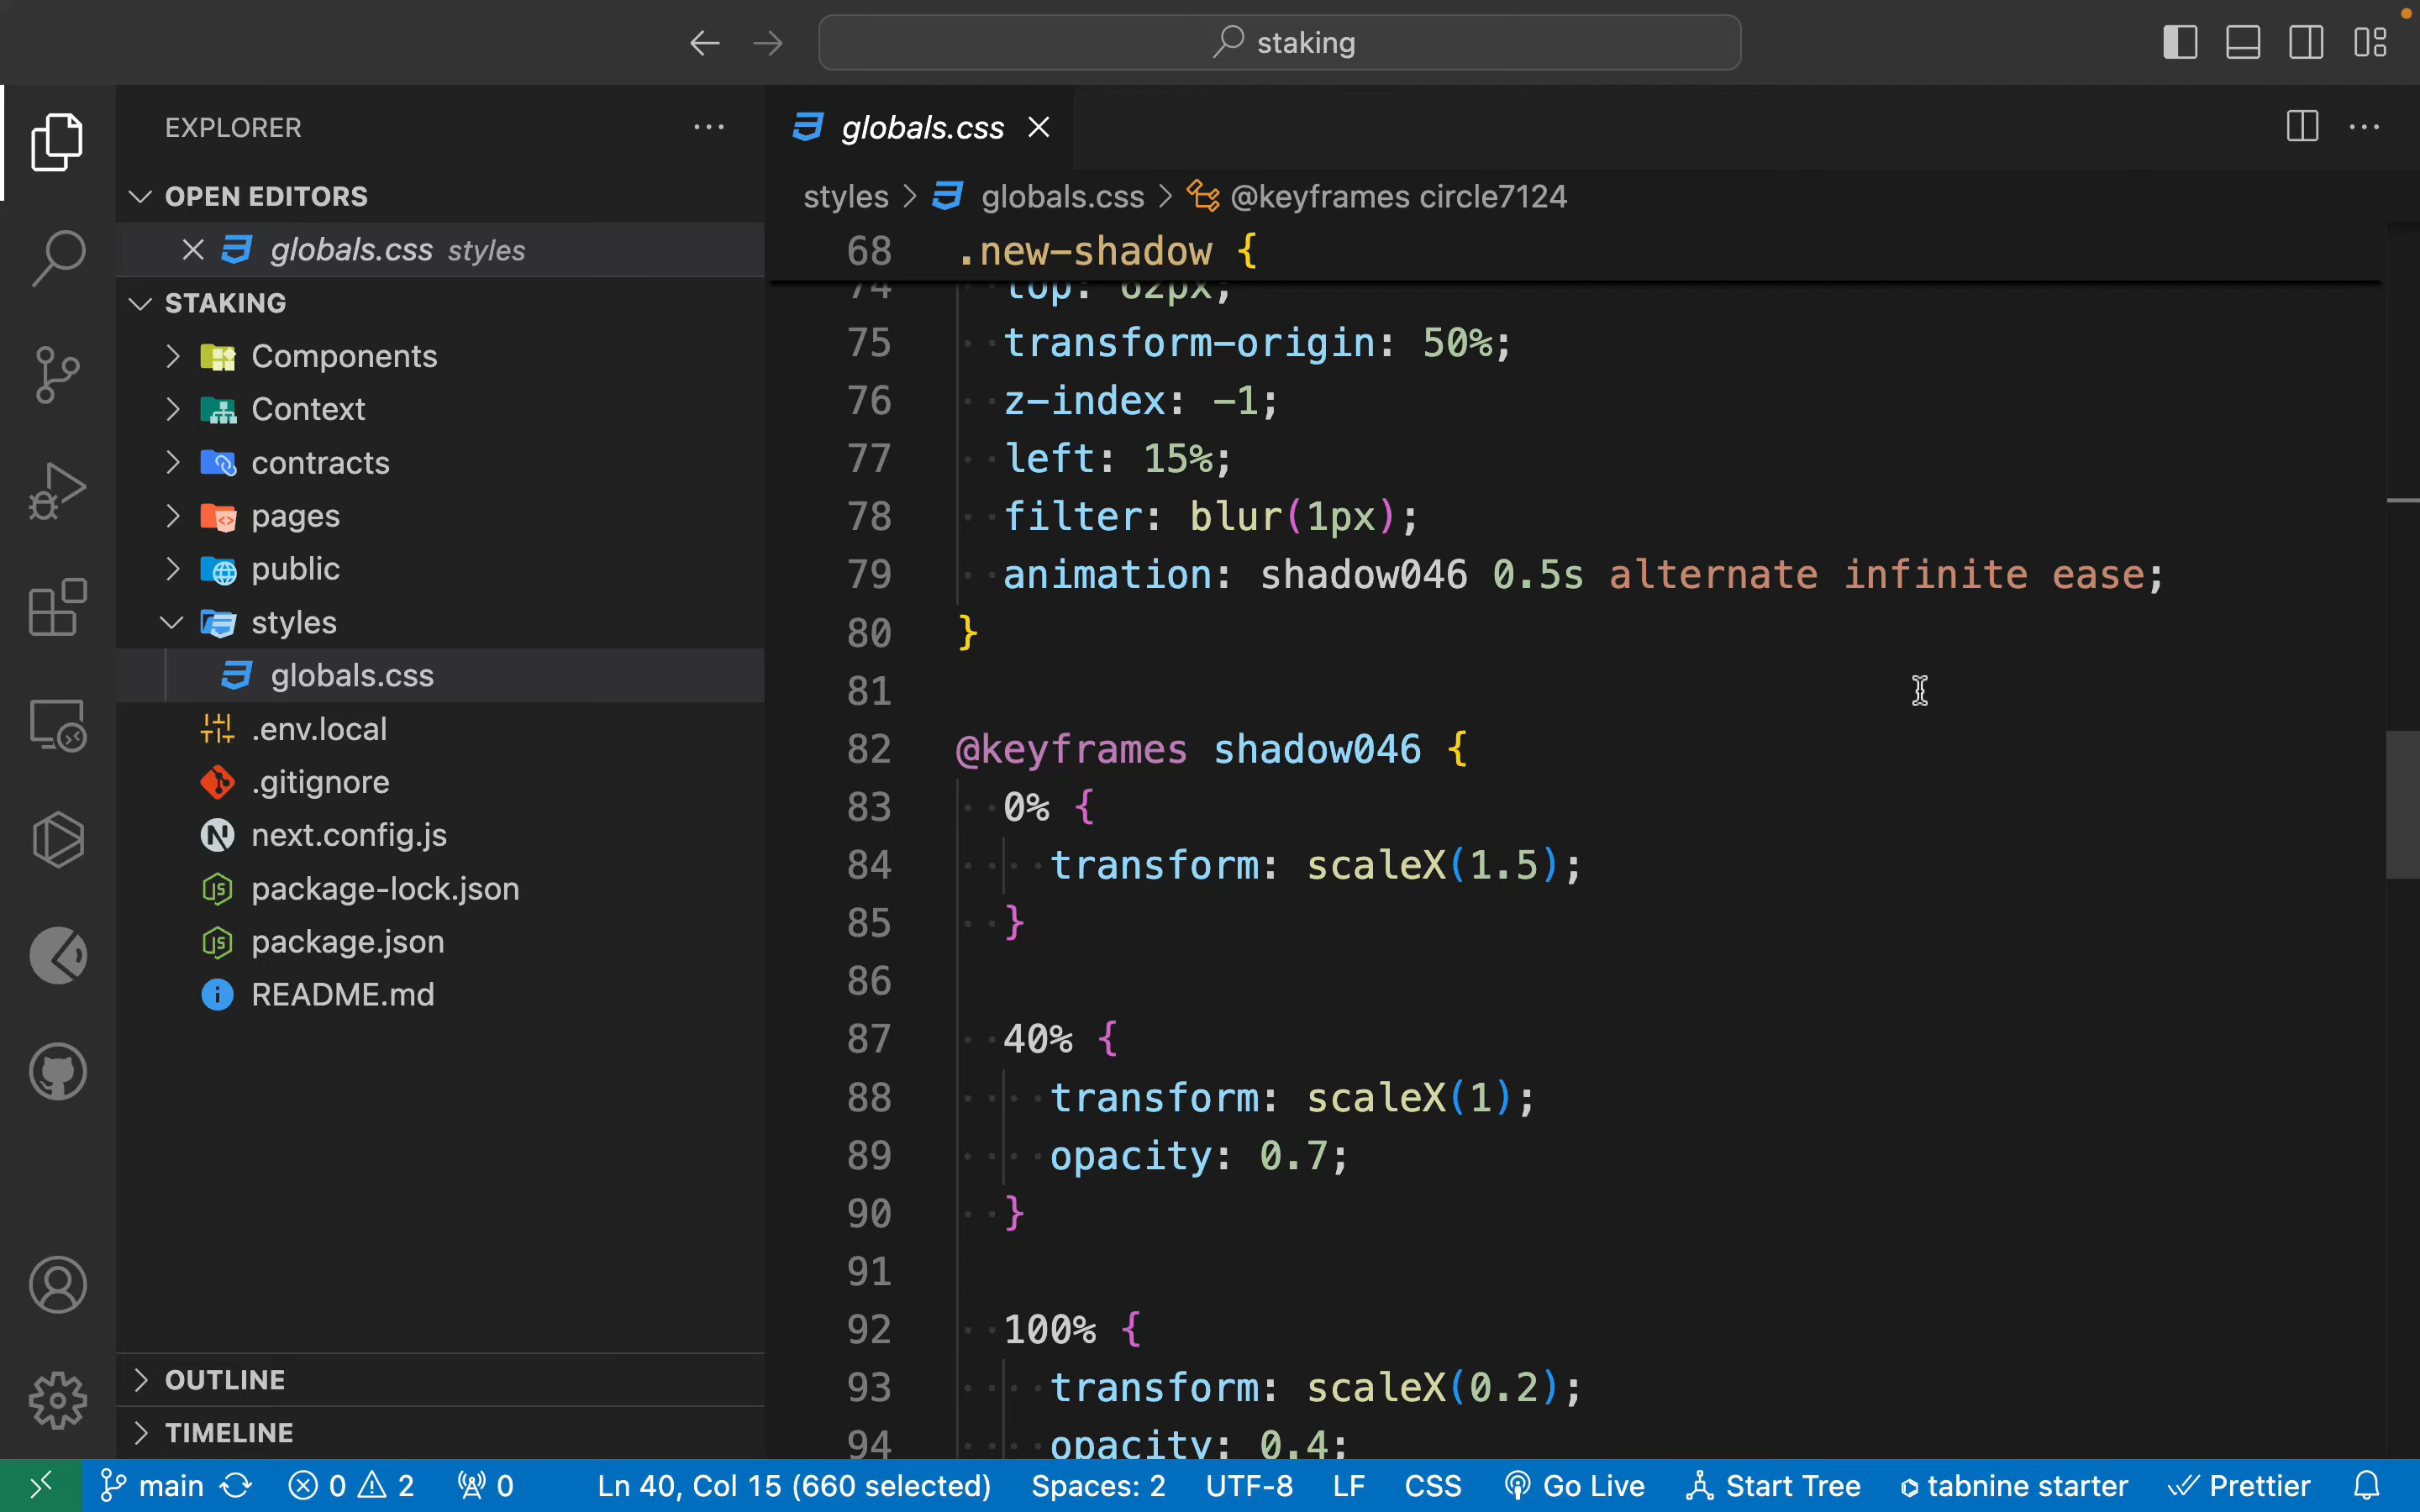 staking
EXPLORER
OPEN EDITORS
globals.css styles
STAKING
Components
Context
contracts
pages
public
styles
globals.css
.env.local
.gitignore
next.config.js
package-lock.json
package.json
README.md
OUTLINE
TIMELINE
globals.css
styles > globals.css > @keyframes circle7124
68 .new-shadow {
74 top: 62px;
75 transform-origin: 50%;
76 z-index: -1;
77 left: 15%;
78 filter: blur(1px);
79 animation: shadow046 0.5s alternate infinite ease;
80 }
81
82 @keyframes shadow046 {
83 0% {
84 transform: scaleX(1.5);
85 }
86
87 40% {
88 transform: scaleX(1);
89 opacity: 0.7;
90 }
91
92 100% {
93 transform: scaleX(0.2);
94 opacity: 0.4;
main 0 2 0 Ln 40, Col 15 (660 selected) Spaces: 2 UTF-8 LF CSS Go Live Start Tree tabnine starter Prettier